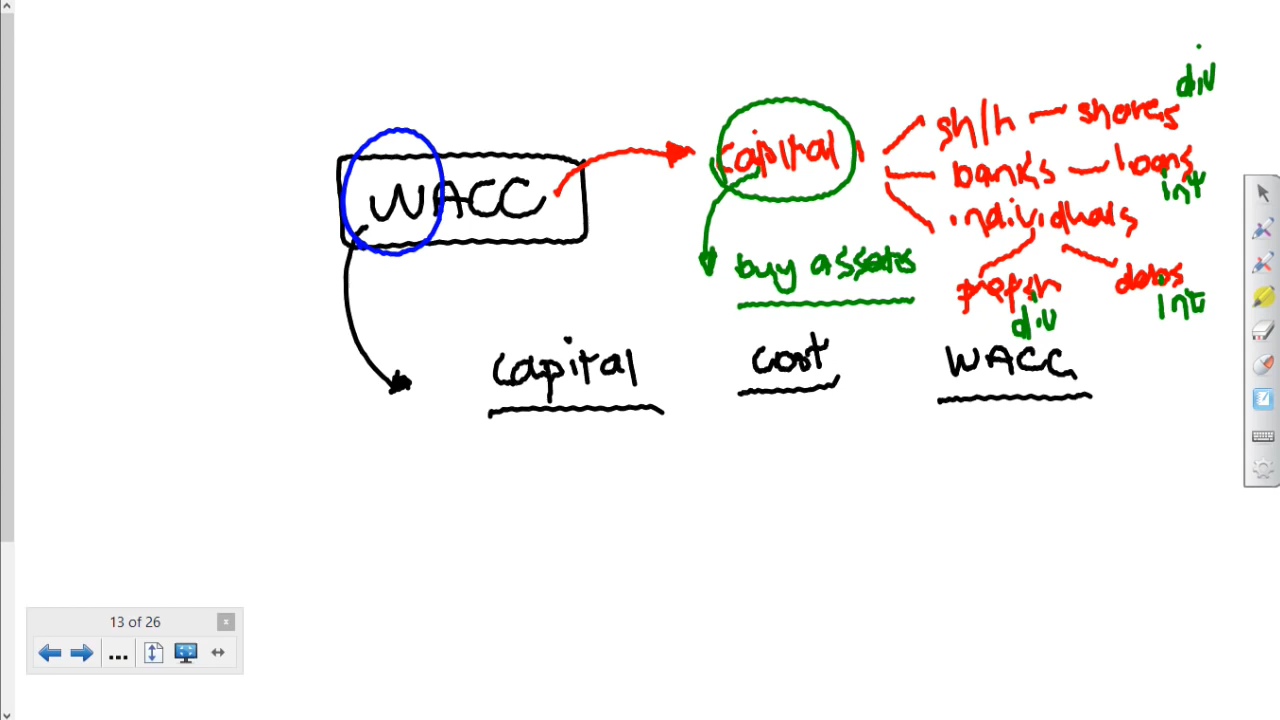 div
sh/h - shares
WACC capital
banks - loans
int
individuals
buy assets
debs
int
div
capital cost WACC
13 of 26
...